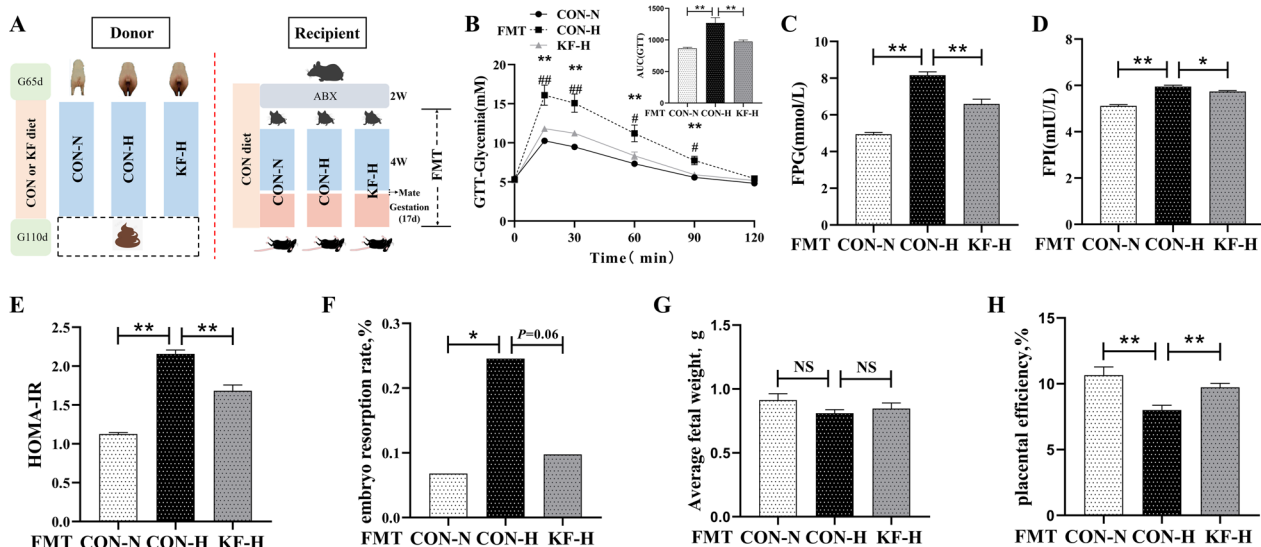 A
Donor
Recipient
G65d
CON or KF diet
CON-N
CON-H
KF-H
G110d
CON diet
ABX
2W
CON-N
CON-H
KF-H
4W
Mate
Gestation
(17d)
FMT
B
FMT
CON-N
CON-H
KF-H
GTT-Glycemia(mM)
20
15
10
5
0
**
##
**
##
**
#
**
#
0
30
60
90
120
Time( min)
AUC(GTT)
1500
1000
500
0
**
**
FMT CON-N CON-H KF-H
C
FPG(mmol/L)
10
8
6
4
2
0
**
**
FMT CON-N CON-H KF-H
D
FPI(mIU/L)
8
6
4
2
0
**
*
FMT CON-N CON-H KF-H
E
HOMA-IR
2.5
2.0
1.5
1.0
0.5
0.0
**
**
FMT CON-N CON-H KF-H
F
embryo resorption rate,%
0.3
0.2
0.1
0.0
*
P=0.06
FMT CON-N CON-H KF-H
G
Average fetal weight, g
1.5
1.0
0.5
0.0
NS
NS
FMT CON-N CON-H KF-H
H
placental efficiency,%
15
10
5
0
**
**
FMT CON-N CON-H KF-H